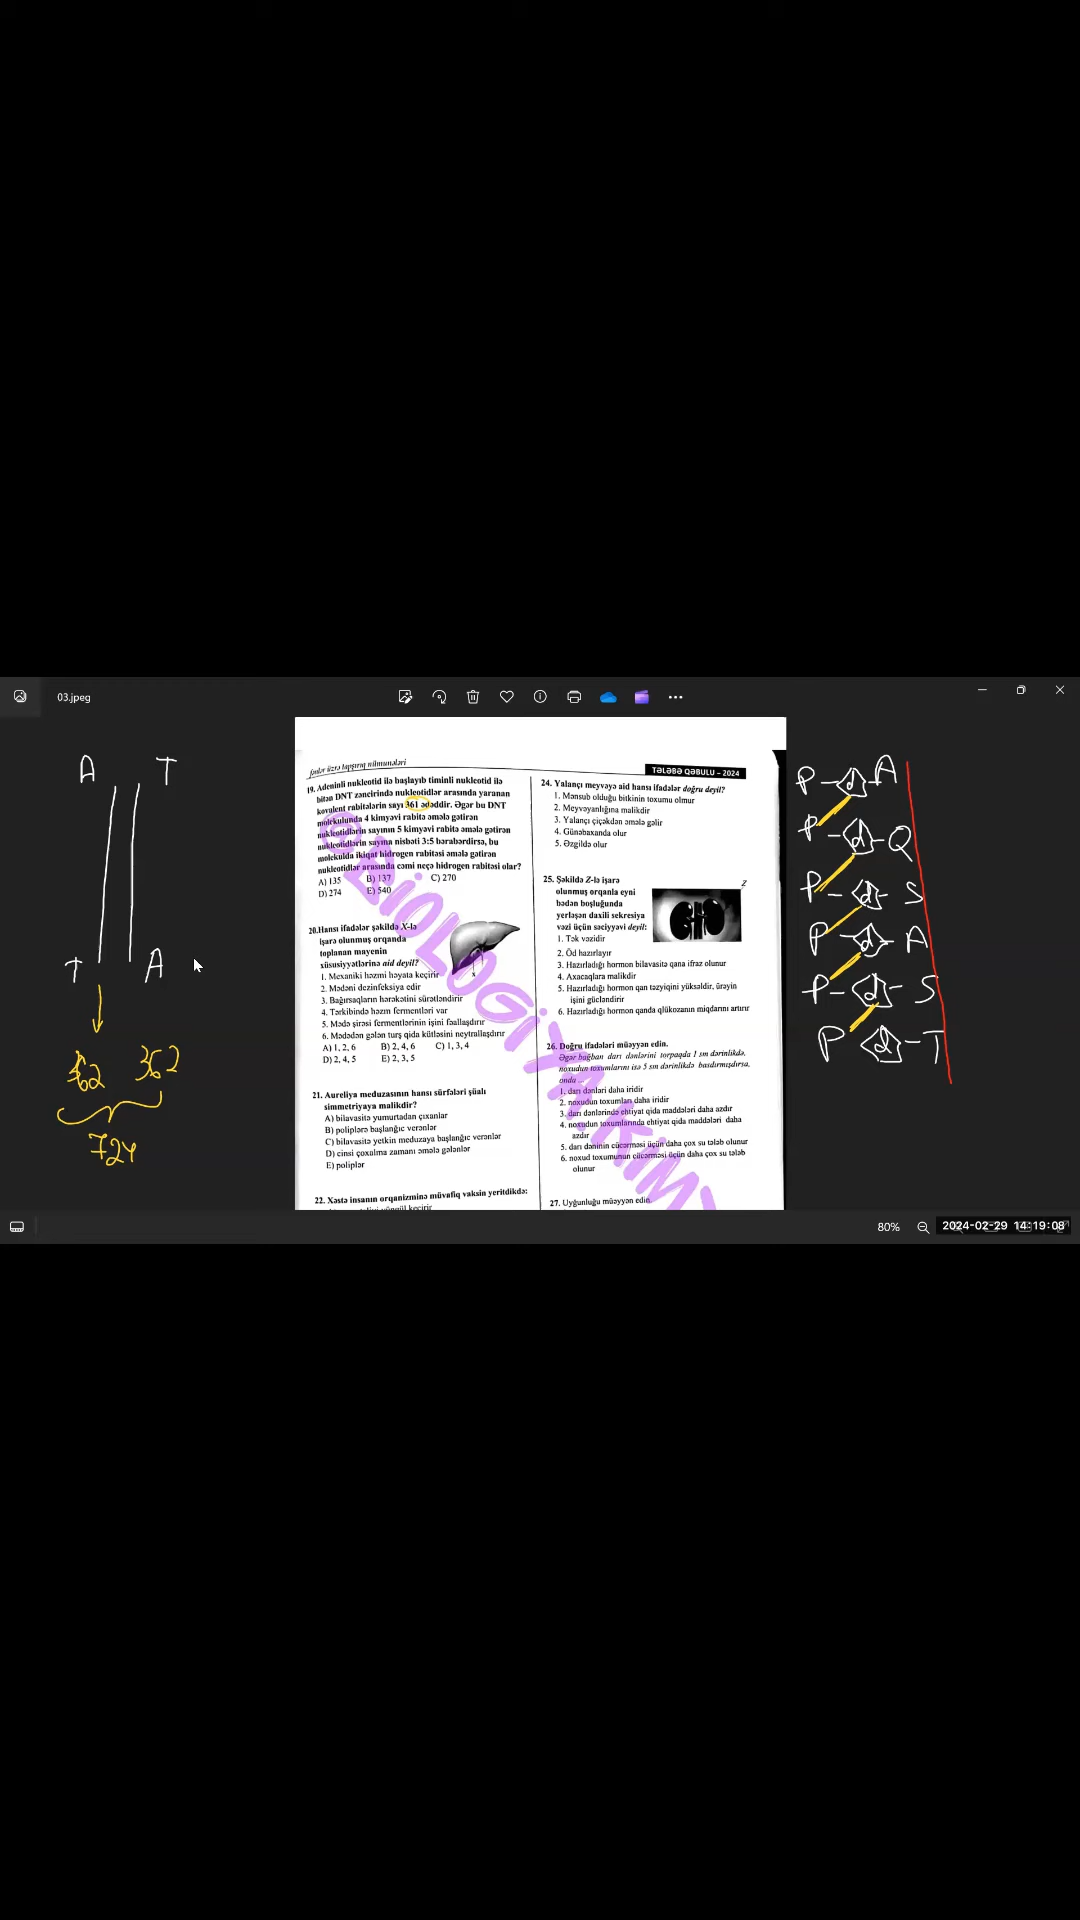 03.jpeg
A T
T A
362 362
724
fənlər üzrə tapşırıq nümunələri
TƏLƏBƏ QƏBULU – 2024
19. Adeninli nukleotid ilə başlayıb timinli nukleotid ilə
bitən DNT zəncirində nukleotidlər arasında yaranan
kovalent rabitələrin sayı 361 ədəddir. Əgər bu DNT
molekulunda 4 kimyəvi rabitə əmələ gətirən
nukleotidlərin sayının 5 kimyəvi rabitə əmələ gətirən
nukleotidlərin sayına nisbəti 3:5 bərabərdirsə, bu
molekulda ikiqat hidrogen rabitəsi əmələ gətirən
nukleotidlər arasında cəmi neçə hidrogen rabitəsi olar?
A) 135 B) 137 C) 270
D) 274 E) 540
20.Hansı ifadələr şəkildə X-lə
işarə olunmuş orqanda
toplanan mayenin
xüsusiyyətlərinə aid deyil?
x
1. Mexaniki həzmi həyata keçirir
2. Mədəni dezinfeksiya edir
3. Bağırsaqların hərəkətini sürətləndirir
4. Tərkibində həzm fermentləri var
5. Mədə şirəsi fermentlərinin işini fəallaşdırır
6. Mədədən gələn turş qida kütləsini neytrallaşdırır
A) 1, 2, 6 B) 2, 4, 6 C) 1, 3, 4
D) 2, 4, 5 E) 2, 3, 5
21. Aureliya meduzasının hansı sürfələri şüalı
simmetriyaya malikdir?
A) bilavasitə yumurtadan çıxanlar
B) poliplərə başlanğıc verənlər
C) bilavasitə yetkin meduzaya başlanğıc verənlər
D) cinsi çoxalma zamanı əmələ gələnlər
E) poliplər
22. Xəstə insanın orqanizminə müvafiq vaksin yeritdikdə:
24. Yalançı meyvəyə aid hansı ifadələr doğru deyil?
1. Mənsub olduğu bitkinin toxumu olmur
2. Meyvəyanlığına malikdir
3. Yalançı çiçəkdən əmələ gəlir
4. Günəbaxanda olur
5. Əzgildə olur
25. Şəkildə Z-lə işarə
olunmuş orqanla eyni
bədən boşluğunda
yerləşən daxili sekresiya
vəzi üçün səciyyəvi deyil:
Z
1. Tək vəzidir
2. Öd hazırlayır
3. Hazırladığı hormon bilavasitə qana ifraz olunur
4. Axacaqlara malikdir
5. Hazırladığı hormon qan təzyiqini yüksəldir, ürəyin
işini gücləndirir
6. Hazırladığı hormon qanda qlükozanın miqdarını artırır
26. Doğru ifadələri müəyyən edin.
Əgər bağban darı dənlərini torpaqda 1 sm dərinlikdə,
noxudun toxumlarını isə 5 sm dərinlikdə basdırmışdırsa,
onda ...
1. darı dənləri daha iridir
2. noxudun toxumları daha iridir
3. darı dənlərində ehtiyat qida maddələri daha azdır
4. noxudun toxumlarında ehtiyat qida maddələri daha
azdır
5. darı dəninin cücərməsi üçün daha çox su tələb olunur
6. noxud toxumunun cücərməsi üçün daha çox su tələb
olunur
27. Uyğunluğu müəyyən edin.
@BİOLOGİYAKİMY
P - d - A
P - d - Q
P - d - S
P - d - A
P - d - S
P d - T
80%
2024-02-29 14:19:08